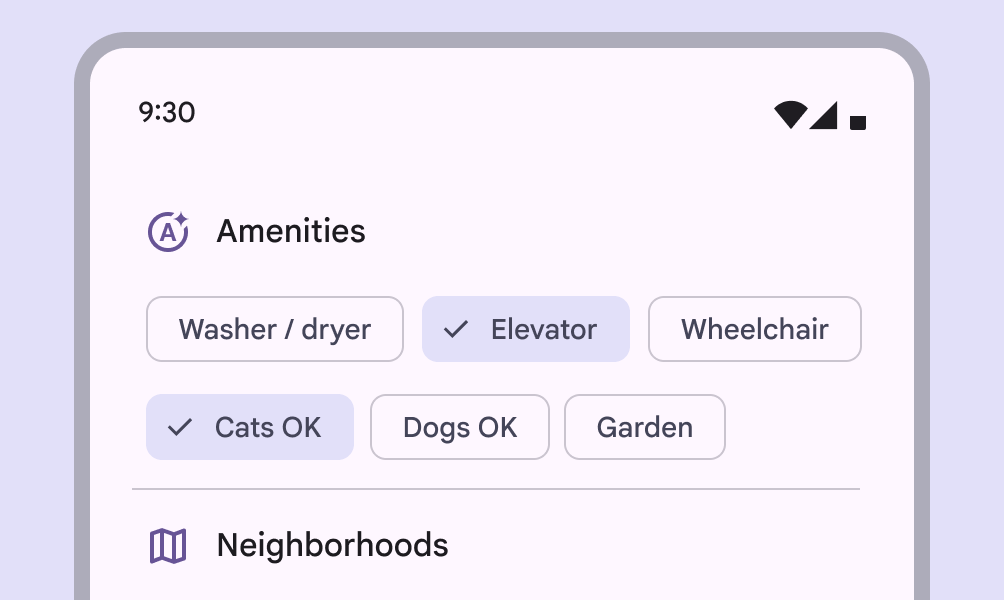 9:30
A Amenities
Washer / dryer Elevator Wheelchair
Cats OK Dogs OK Garden
Neighborhoods